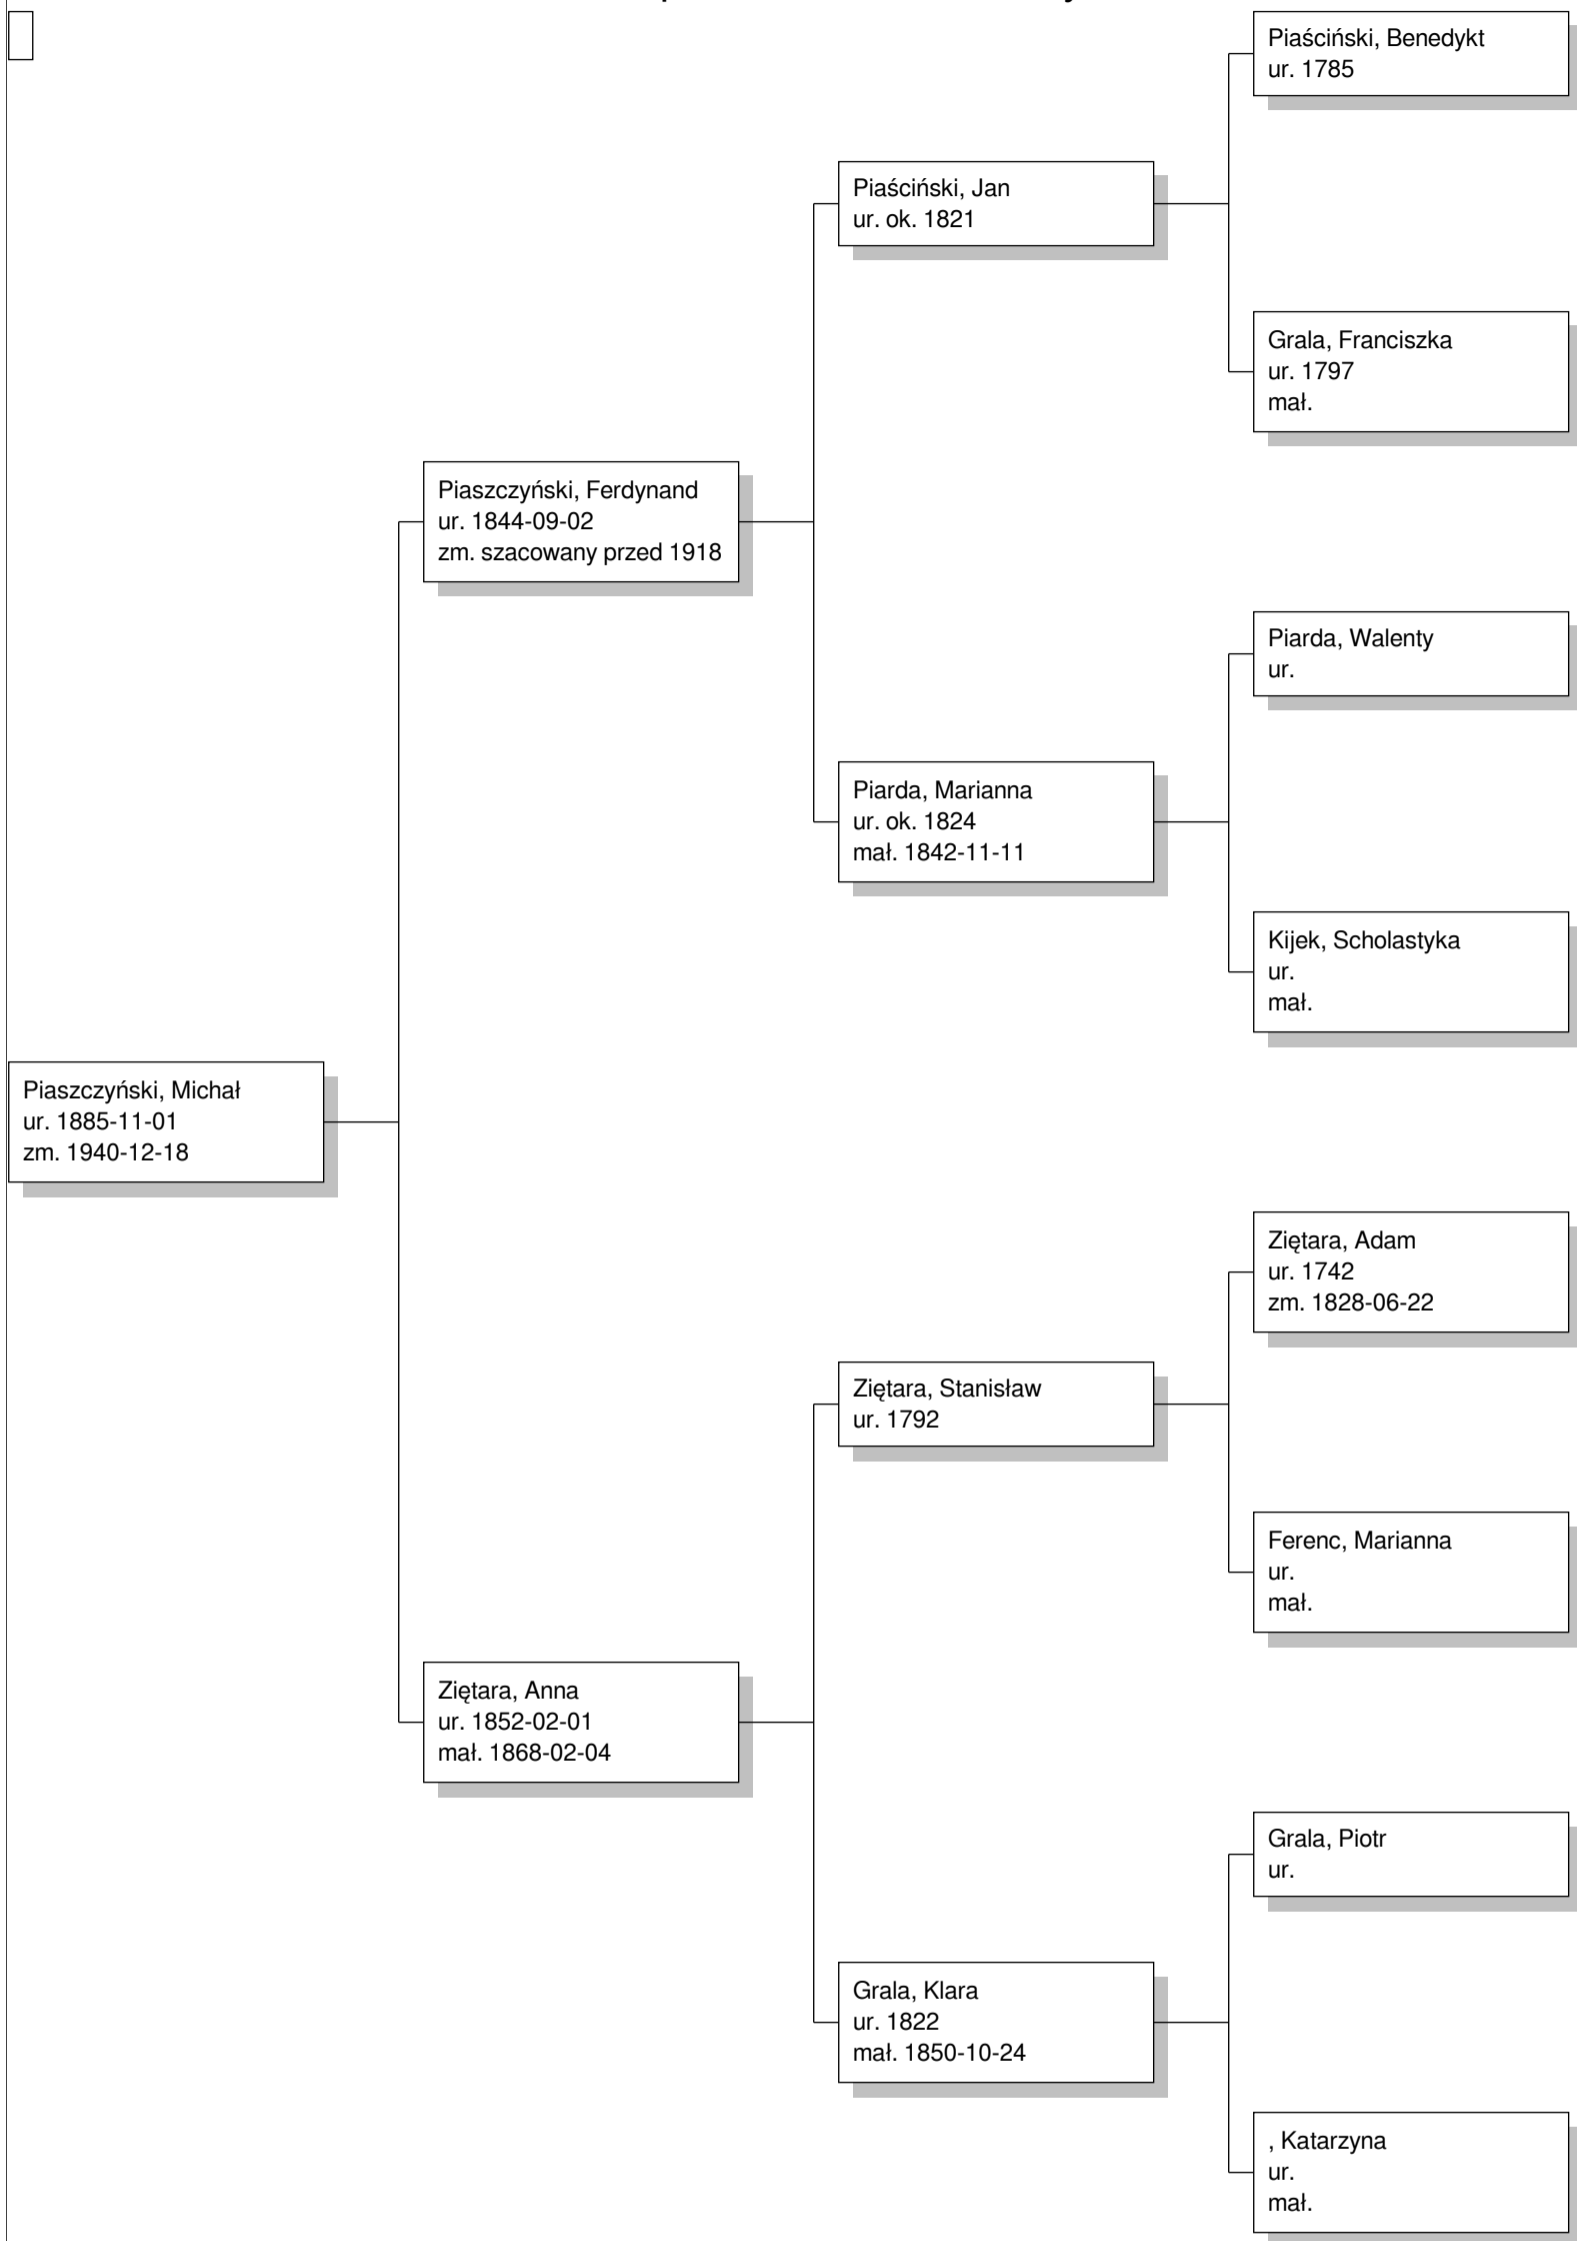 Piaściński, Benedykt
ur. 1785
Piaściński, Jan
ur. ok. 1821
Grala, Franciszka
ur. 1797
mał.
Piaszczyński, Ferdynand
ur. 1844-09-02
zm. szacowany przed 1918
Piarda, Walenty
ur.
Piarda, Marianna
ur. ok. 1824
mał. 1842-11-11
Kijek, Scholastyka
ur.
mał.
Piaszczyński, Michał
ur. 1885-11-01
zm. 1940-12-18
Ziętara, Adam
ur. 1742
zm. 1828-06-22
Ziętara, Stanisław
ur. 1792
Ferenc, Marianna
ur.
mał.
Ziętara, Anna
ur. 1852-02-01
mał. 1868-02-04
Grala, Piotr
ur.
Grala, Klara
ur. 1822
mał. 1850-10-24
, Katarzyna
ur.
mał.